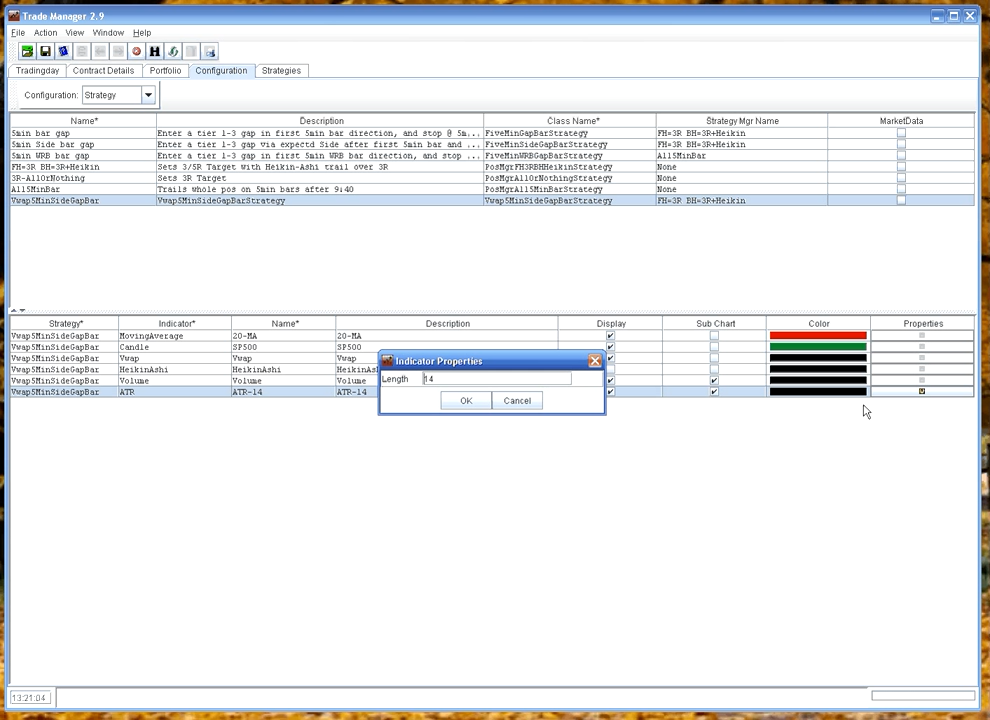 Trade Manager 2.9
File Action View Window Help
Tradingday Contract Details Portfolio Configuration Strategies
Configuration: Strategy
Name* Description Class Name* Strategy Mgr Name MarketData
5min bar gap Enter a tier 1-3 gap in first 5min bar direction, and stop @ 5m... FiveMinGapBarStrategy FH=3R BH=3R+Heikin
5min Side bar gap Enter a tier 1-3 gap via expectd Side after first 5min bar and ... FiveMinSideGapBarStrategy FH=3R BH=3R+Heikin
5min WRB bar gap Enter a tier 1-3 gap in first 5min WRB bar direction, and stop ... FiveMinWRBGapBarStrategy All5MinBar
FH=3R BH=3R+Heikin Sets 3/5R Target with Heikin-Ashi trail over 3R PosMgrFH3RBHHeikinStrategy None
3R-AllOrNothing Sets 3R Target PosMgrAllOrNothingStrategy None
All5MinBar Trails whole pos on 5min bars after 9:40 PosMgrAll5MinBarStrategy None
Vwap5MinSideGapBar Vwap5MinSideGapBarStrategy Vwap5MinSideGapBarStrategy FH=3R BH=3R+Heikin
Strategy* Indicator* Name* Description Display Sub Chart Color Properties
Vwap5MinSideGapBar MovingAverage 20-MA 20-MA
Vwap5MinSideGapBar Candle SP500 SP500
Vwap5MinSideGapBar Vwap Vwap Vwap
Vwap5MinSideGapBar HeikinAshi HeikinAshi HeikinAs
Vwap5MinSideGapBar Volume Volume Volume
Vwap5MinSideGapBar ATR ATR-14 ATR-14
Indicator Properties
Length 14
OK Cancel
13:21:04